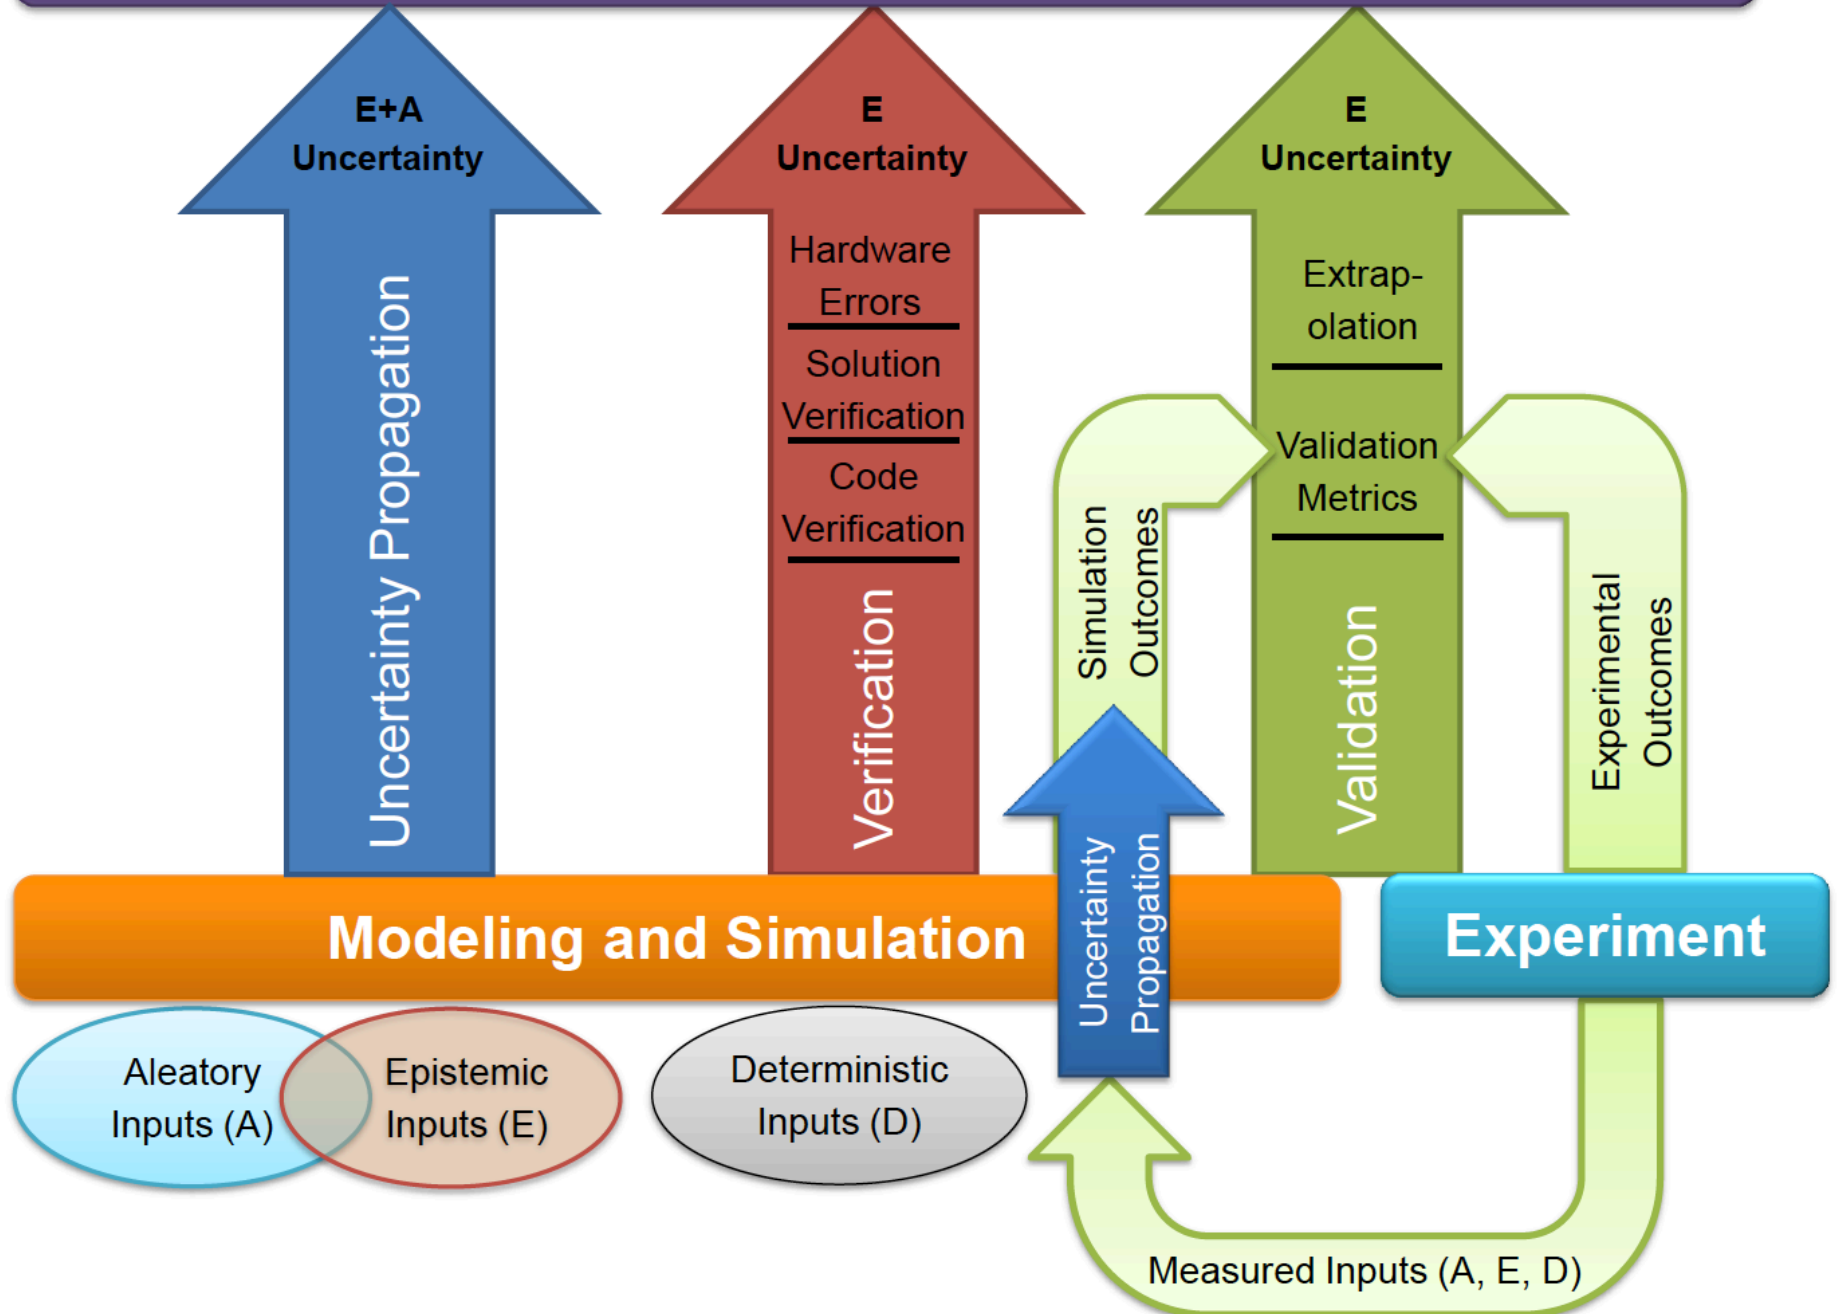 E+A
Uncertainty
Uncertainty Propagation
E
Uncertainty
Hardware
Errors
Solution
Verification
Code
Verification
Verification
E
Uncertainty
Extrap-
olation
Validation
Metrics
Validation
Simulation
Outcomes
Uncertainty
Propagation
Experimental
Outcomes
Modeling and Simulation
Experiment
Aleatory
Inputs (A)
Epistemic
Inputs (E)
Deterministic
Inputs (D)
Measured Inputs (A, E, D)